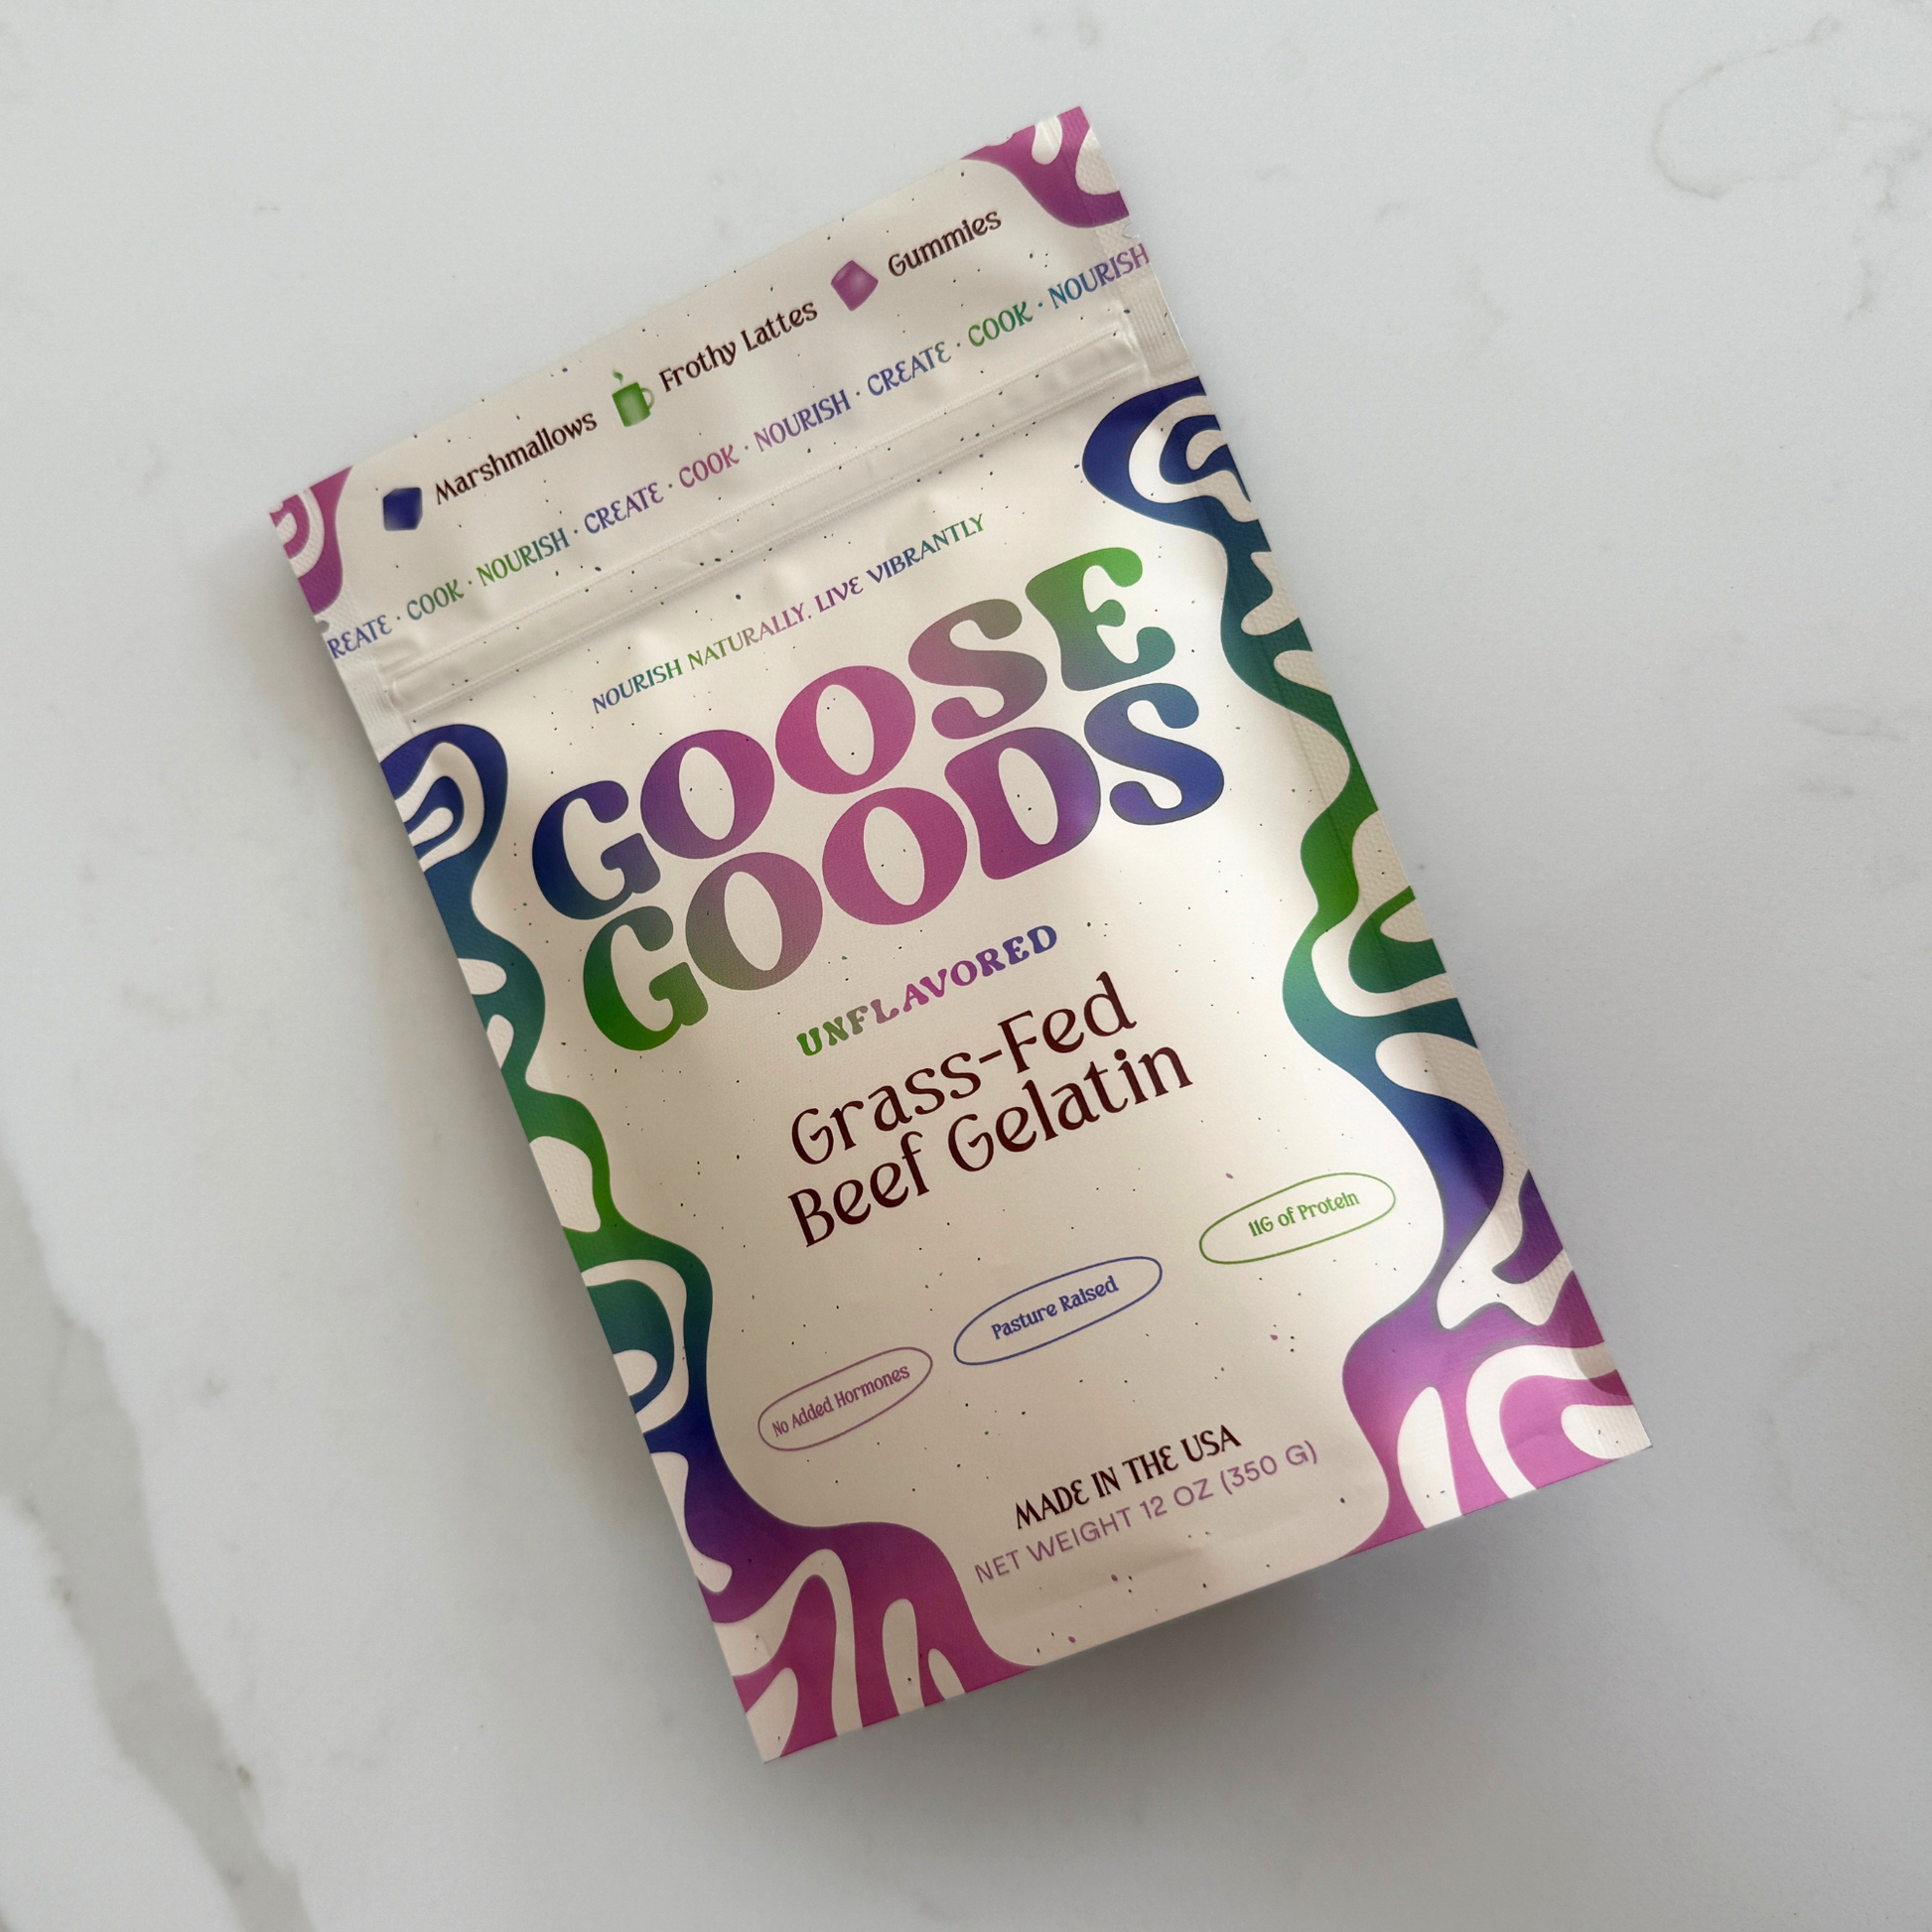 Marshmallows Frothy Lattes Gummies
REATE · COOK · NOURISH · CREATE · COOK · NOURISH · CREATE · COOK · NOURISH
NOURISH NATURALLY. LIVE VIBRANTLY
GOOSE
GOODS
UNFLAVORED
Grass-Fed
Beef Gelatin
No Added Hormones
Pasture Raised
11G of Protein
MADE IN THE USA
NET WEIGHT 12 OZ (350 G)